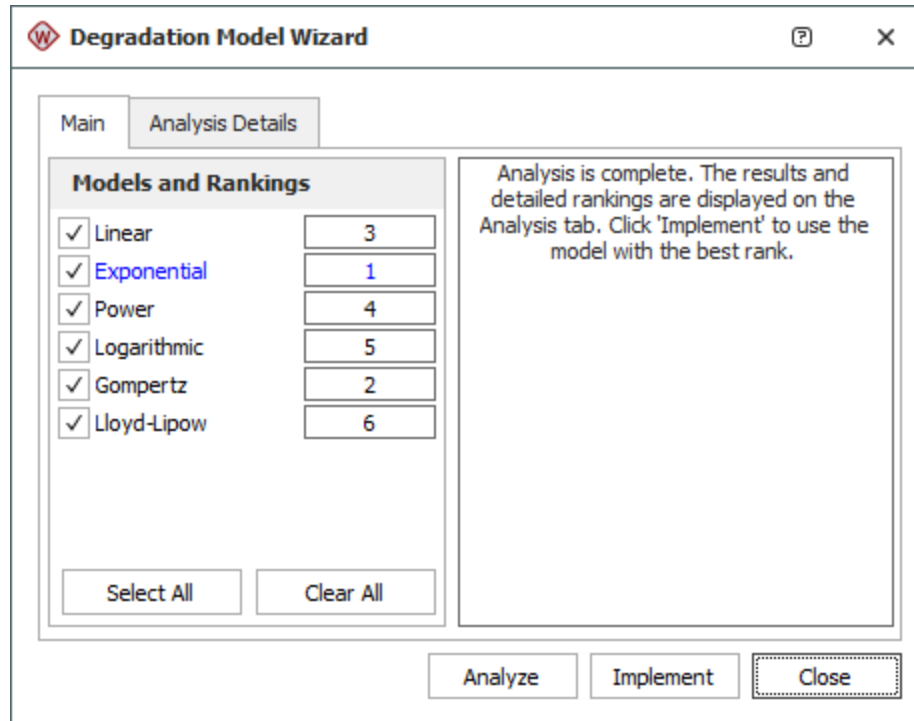 W Degradation Model Wizard
Main Analysis Details
Models and Rankings
Linear 3
Exponential 1
Power 4
Logarithmic 5
Gompertz 2
Lloyd-Lipow 6
Select All Clear All
Analysis is complete. The results and
detailed rankings are displayed on the
Analysis tab. Click 'Implement' to use the
model with the best rank.
Analyze Implement Close